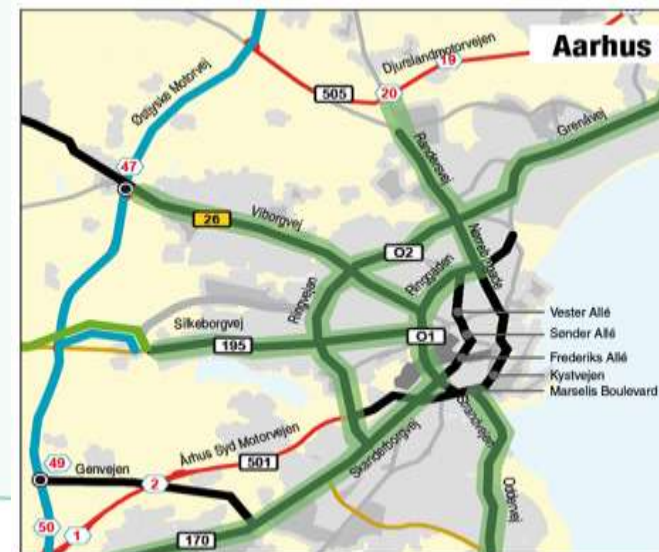 Aarhus
Djurslandmotorvejen
19
20
505
Østjyske Motorvej
Grenåvej
Randersvej
47
26
Viborgvej
Nørrebrogade
O2
Ringgaden
Ringvejen
Silkeborgvej
195
O1
Vester Allé
Sønder Allé
Frederiks Allé
Kystvejen
Marselis Boulevard
Århus Syd Motorvejen
Skanderborgvej
Oddervej
49
Genvejen
2
501
50
1
170